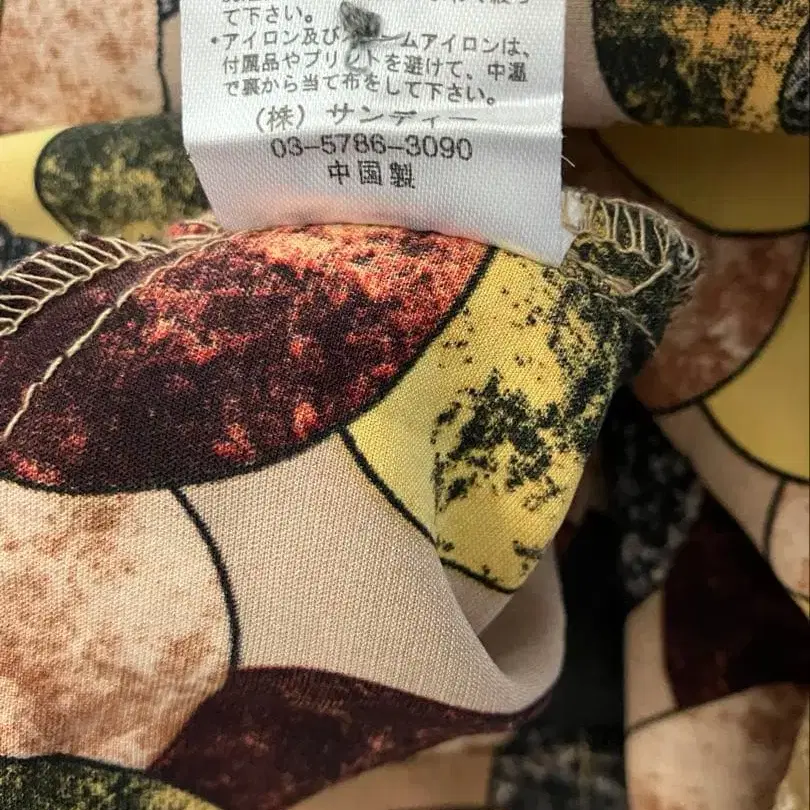 て下さい。
・アイロン及びスチームアイロンは、
付属品やプリントを避けて、中温
で裏から当て布をして下さい。
(株) サンディー
03-5786-3090
中国製